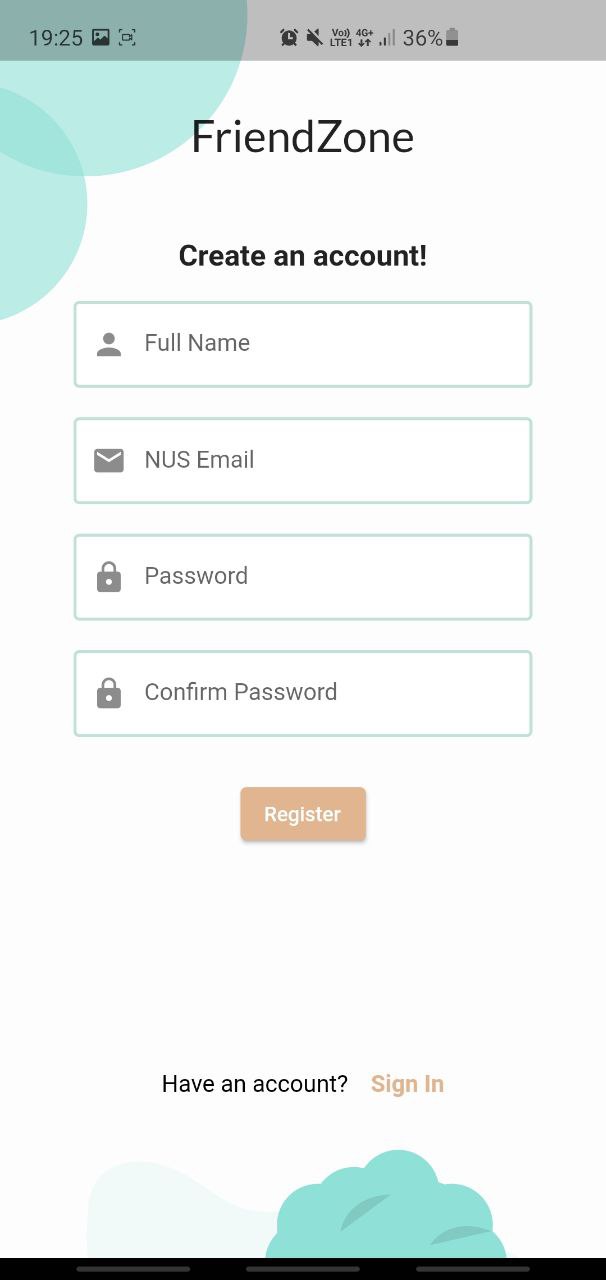 19:25 Vo)) LTE1 4G+ 36%
FriendZone
Create an account!
Full Name
NUS Email
Password
Confirm Password
Register
Have an account? Sign In